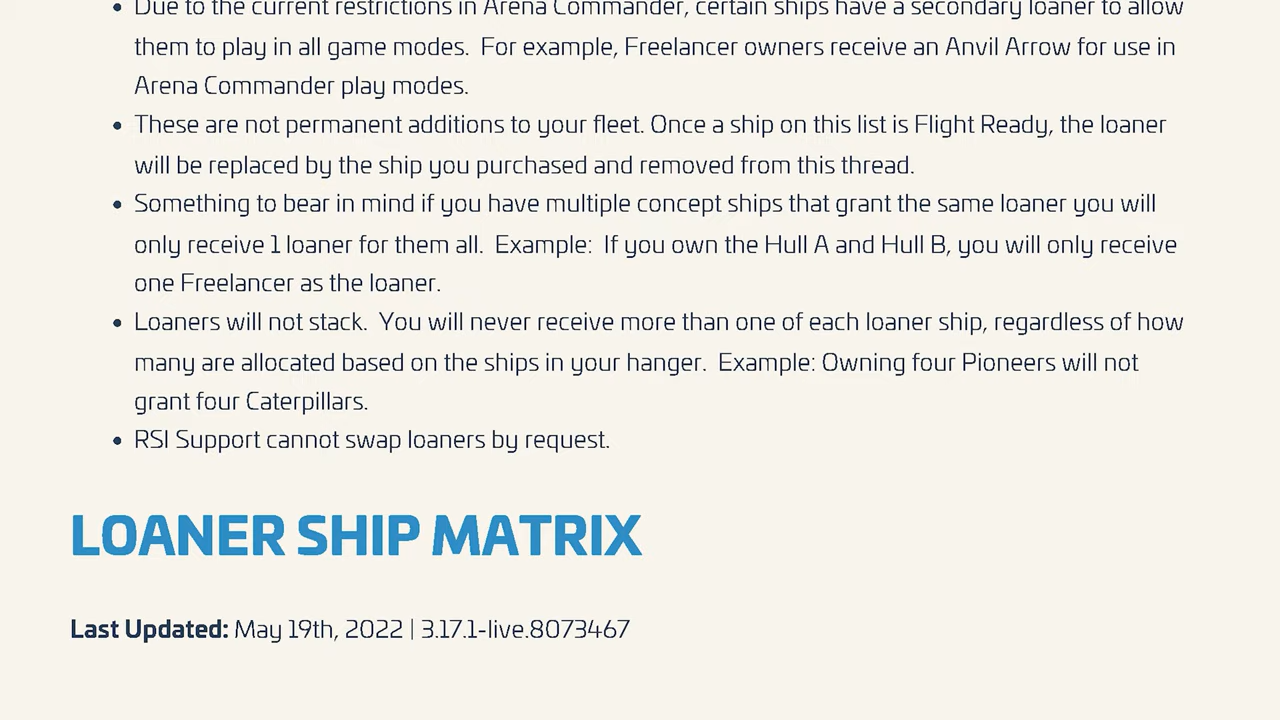 Due to the current restrictions in Arena Commander, certain ships have a secondary loaner to allow
them to play in all game modes.  For example, Freelancer owners receive an Anvil Arrow for use in
Arena Commander play modes.
These are not permanent additions to your fleet. Once a ship on this list is Flight Ready, the loaner
will be replaced by the ship you purchased and removed from this thread.
Something to bear in mind if you have multiple concept ships that grant the same loaner you will
only receive 1 loaner for them all.  Example:  If you own the Hull A and Hull B, you will only receive
one Freelancer as the loaner.
Loaners will not stack.  You will never receive more than one of each loaner ship, regardless of how
many are allocated based on the ships in your hanger.  Example: Owning four Pioneers will not
grant four Caterpillars.
RSI Support cannot swap loaners by request.
LOANER SHIP MATRIX
Last Updated: May 19th, 2022 | 3.17.1-live.8073467